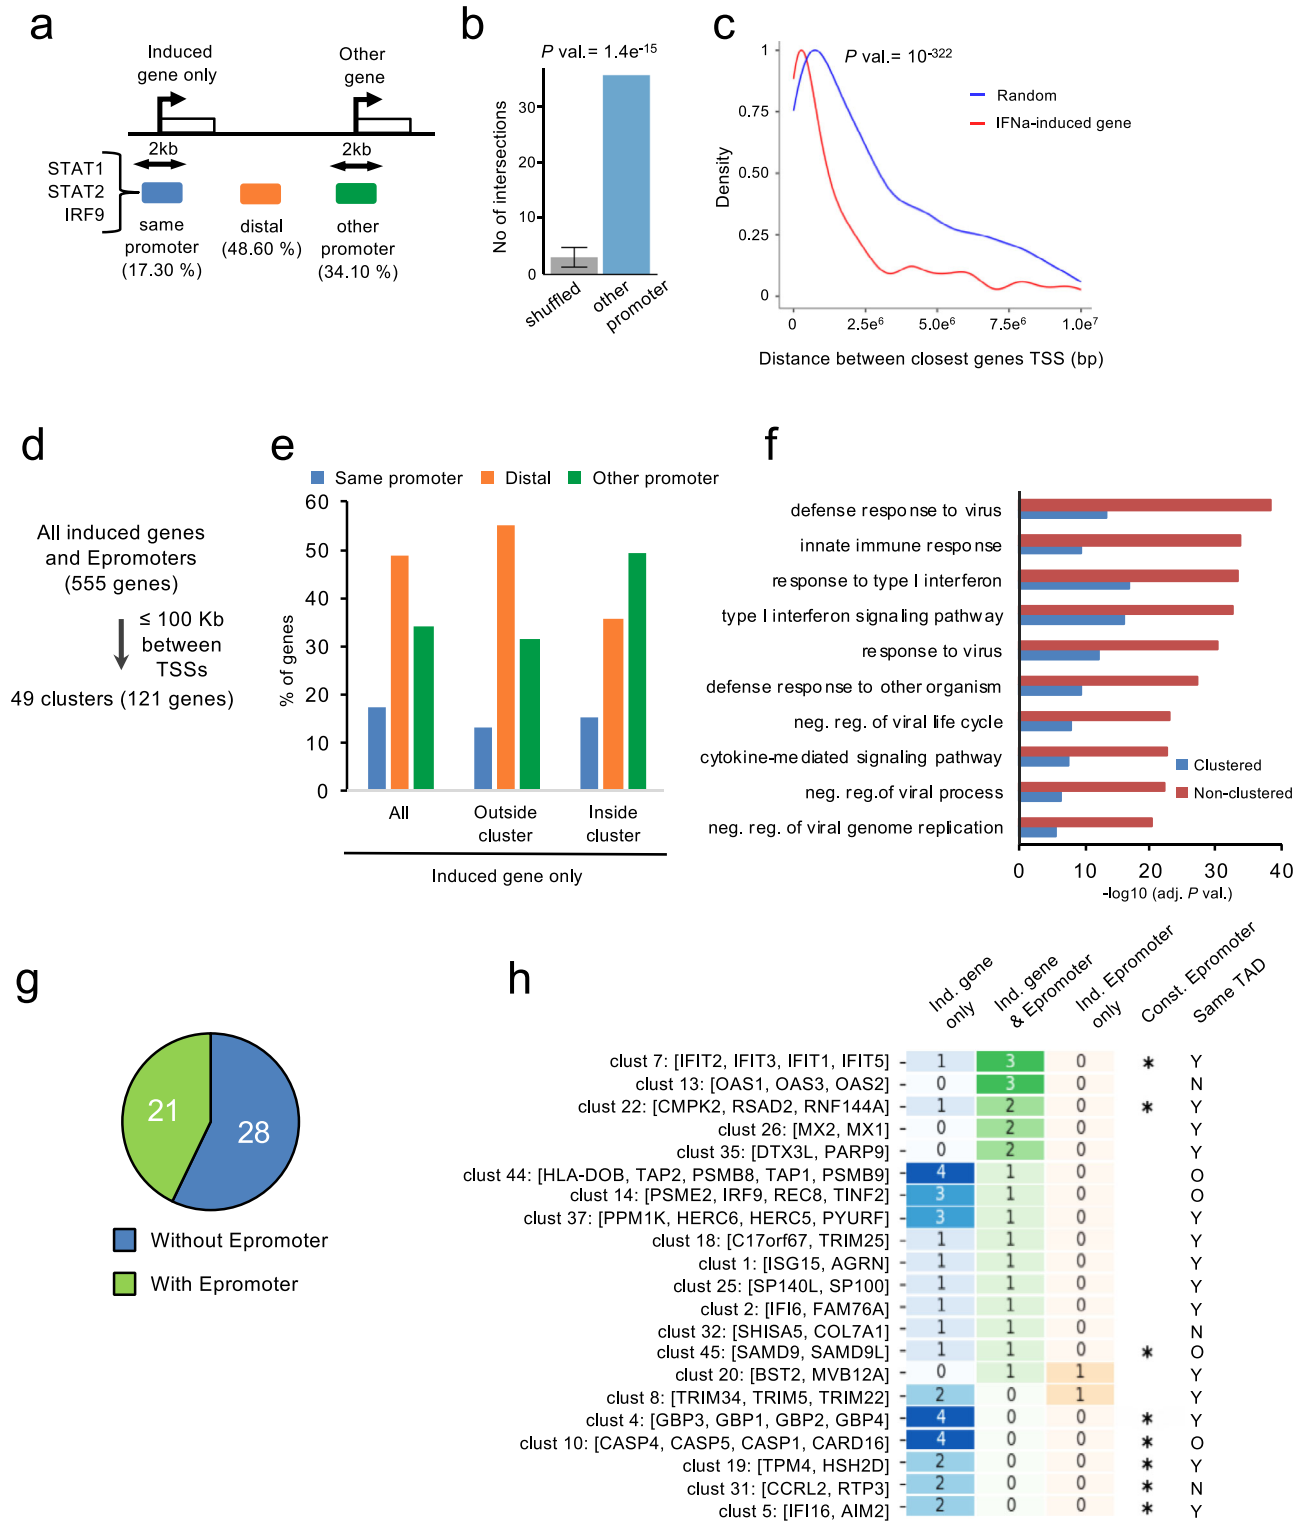 a
Induced
gene only
Other
gene
2kb
2kb
STAT1
STAT2
IRF9
same
promoter
(17.30 %)
distal
(48.60 %)
other
promoter
(34.10 %)
b
P val.= 1.4e-15
No of intersections
30
20
10
0
shuffled
other
promoter
c
P val.= 10-322
Random
IFNa-induced gene
Density
1
0.75
0.5
0.25
0
0
2.5e6
5.0e6
7.5e6
1.0e7
Distance between closest genes TSS (bp)
d
All induced genes
and Epromoters
(555 genes)
≤ 100 Kb
between
TSSs
49 clusters (121 genes)
e
Same promoter
Distal
Other promoter
% of genes
60
50
40
30
20
10
0
All
Outside
cluster
Inside
cluster
Induced gene only
f
defense response to virus
innate immune response
response to type I interferon
type I interferon signaling pathway
response to virus
defense response to other organism
neg. reg. of viral life cycle
cytokine-mediated signaling pathway
neg. reg.of viral process
neg. reg. of viral genome replication
Clustered
Non-clustered
0 10 20 30 40
-log10 (adj. P val.)
g
21
28
Without Epromoter
With Epromoter
h
Ind. gene
only
Ind. gene
& Epromoter
Ind. Epromoter
only
Const. Epromoter
Same TAD
clust 7: [IFIT2, IFIT3, IFIT1, IFIT5] 1 3 0 * Y
clust 13: [OAS1, OAS3, OAS2] 0 3 0 N
clust 22: [CMPK2, RSAD2, RNF144A] 1 2 0 * Y
clust 26: [MX2, MX1] 0 2 0 Y
clust 35: [DTX3L, PARP9] 0 2 0 Y
clust 44: [HLA-DOB, TAP2, PSMB8, TAP1, PSMB9] 4 1 0 O
clust 14: [PSME2, IRF9, REC8, TINF2] 3 1 0 O
clust 37: [PPM1K, HERC6, HERC5, PYURF] 3 1 0 Y
clust 18: [C17orf67, TRIM25] 1 1 0 Y
clust 1: [ISG15, AGRN] 1 1 0 Y
clust 25: [SP140L, SP100] 1 1 0 Y
clust 2: [IFI6, FAM76A] 1 1 0 Y
clust 32: [SHISA5, COL7A1] 1 1 0 N
clust 45: [SAMD9, SAMD9L] 1 1 0 * O
clust 20: [BST2, MVB12A] 0 1 1 Y
clust 8: [TRIM34, TRIM5, TRIM22] 2 0 1 Y
clust 4: [GBP3, GBP1, GBP2, GBP4] 4 0 0 * Y
clust 10: [CASP4, CASP5, CASP1, CARD16] 4 0 0 * O
clust 19: [TPM4, HSH2D] 2 0 0 * Y
clust 31: [CCRL2, RTP3] 2 0 0 * N
clust 5: [IFI16, AIM2] 2 0 0 * Y